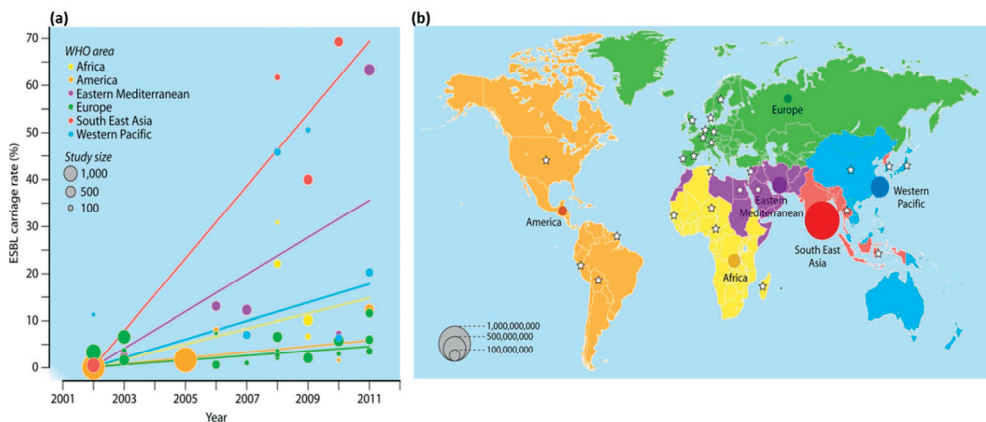 (a)
70
60
50
40
30
20
10
0
ESBL carriage rate (%)
WHO area
Africa
America
Eastern Mediterranean
Europe
South East Asia
Western Pacific
Study size
1,000
500
100
2001
2003
2005
2007
2009
2011
Year
(b)
Europe
Western
Pacific
Eastern
Mediterranean
America
South East
Asia
Africa
1,000,000,000
500,000,000
100,000,000